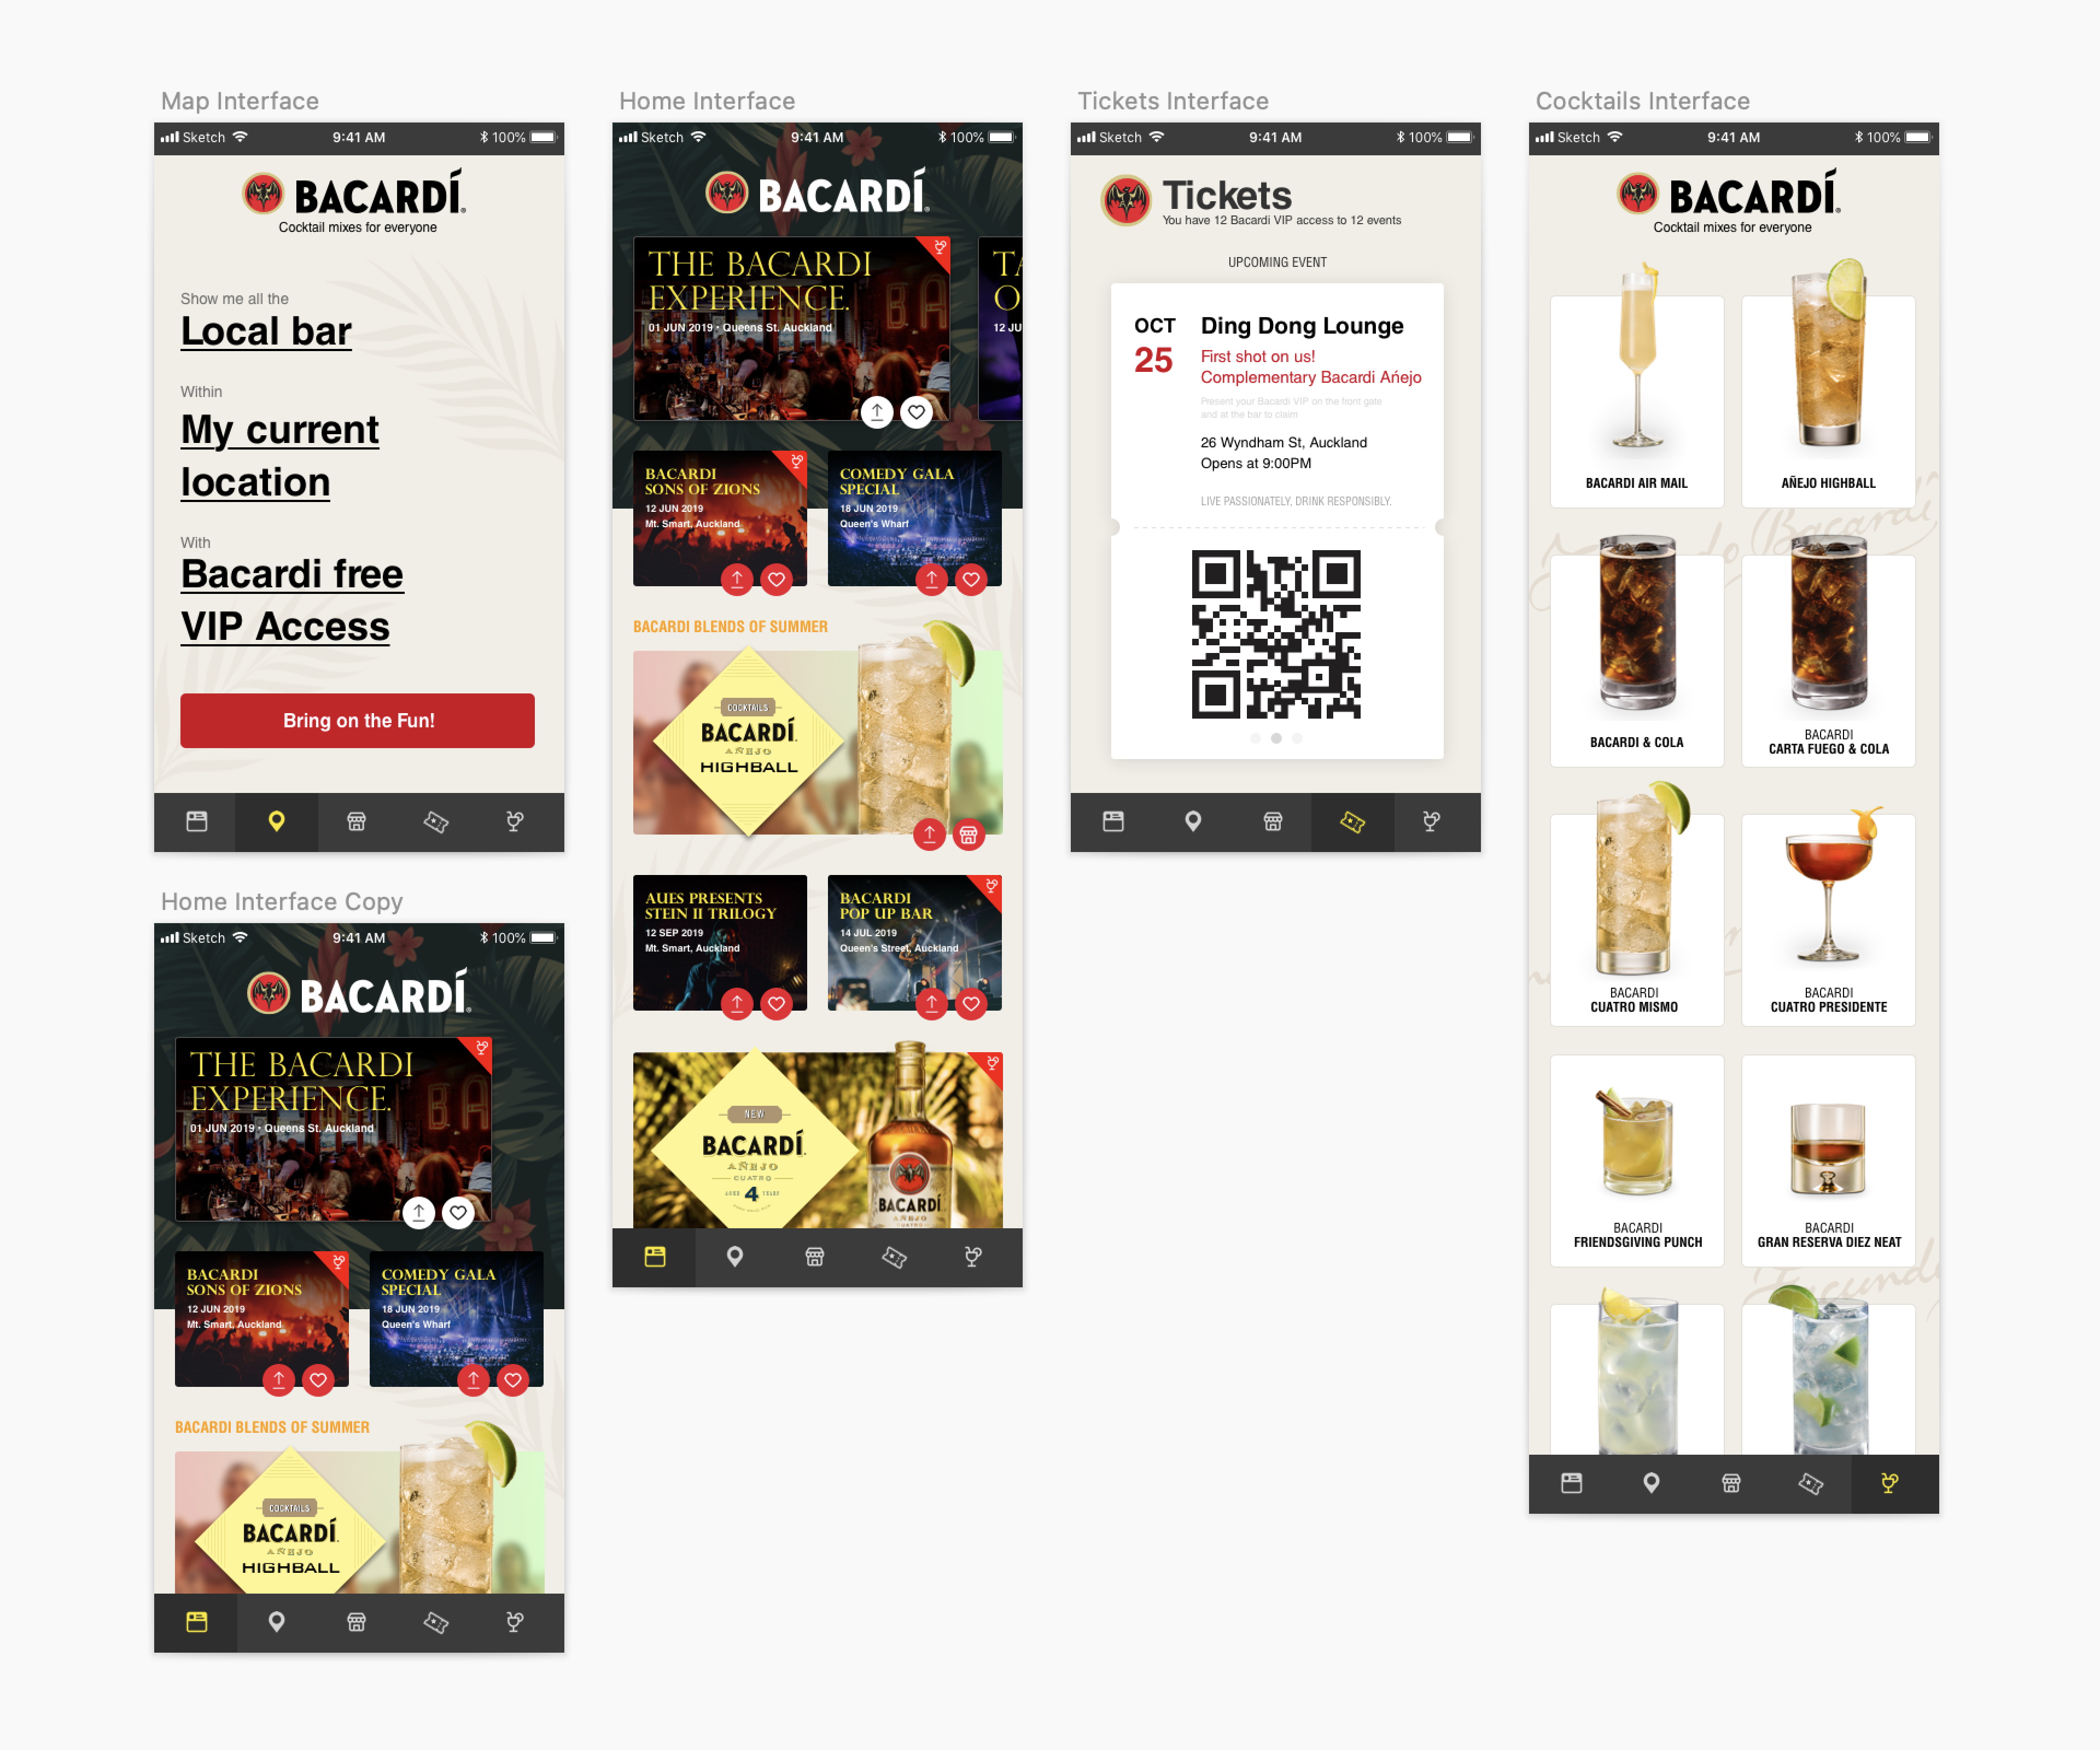 Map Interface
Sketch 9:41 AM 100%
BACARDÍ®
Cocktail mixes for everyone
Show me all the
Local bar
Within
My current
location
With
Bacardi free
VIP Access
Bring on the Fun!
Home Interface Copy
Sketch 9:41 AM 100%
BACARDÍ®
THE BACARDI
EXPERIENCE.
01 JUN 2019 • Queens St. Auckland
BACARDI
SONS OF ZIONS
12 JUN 2019
Mt. Smart, Auckland
COMEDY GALA
SPECIAL
18 JUN 2019
Queen's Wharf
BACARDI BLENDS OF SUMMER
COCKTAILS
BACARDÍ
AÑEJO
HIGHBALL
Home Interface
Sketch 9:41 AM 100%
BACARDÍ®
THE BACARDI
EXPERIENCE.
01 JUN 2019 • Queens St. Auckland
TA
O
12 JU
BACARDI
SONS OF ZIONS
12 JUN 2019
Mt. Smart, Auckland
COMEDY GALA
SPECIAL
18 JUN 2019
Queen's Wharf
BACARDI BLENDS OF SUMMER
COCKTAILS
BACARDÍ
AÑEJO
HIGHBALL
AUES PRESENTS
STEIN II TRILOGY
12 SEP 2019
Mt. Smart, Auckland
BACARDI
POP UP BAR
14 JUL 2019
Queen's Street, Auckland
NEW
BACARDÍ
AÑEJO
CUATRO
AGED 4 YEARS
BACARDÍ
AÑEJO
CUATRO
Tickets Interface
Sketch 9:41 AM 100%
Tickets
You have 12 Bacardi VIP access to 12 events
UPCOMING EVENT
OCT
25
Ding Dong Lounge
First shot on us!
Complementary Bacardi Ańejo
Present your Bacardi VIP on the front gate
and at the bar to claim
26 Wyndham St, Auckland
Opens at 9:00PM
LIVE PASSIONATELY, DRINK RESPONSIBLY.
Cocktails Interface
Sketch 9:41 AM 100%
BACARDÍ®
Cocktail mixes for everyone
BACARDI AIR MAIL
AÑEJO HIGHBALL
BACARDI & COLA
BACARDI
CARTA FUEGO & COLA
BACARDI
CUATRO MISMO
BACARDI
CUATRO PRESIDENTE
BACARDI
FRIENDSGIVING PUNCH
BACARDI
GRAN RESERVA DIEZ NEAT